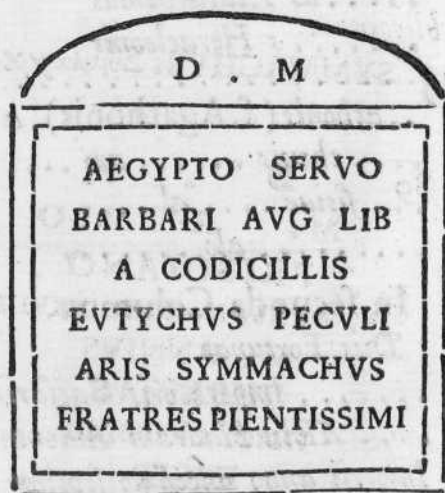 D . M
AEGYPTO SERVO
BARBARI AVG LIB
A CODICILLIS
EVTYCHVS PECVLI
ARIS SYMMACHVS
FRATRES PIENTISSIMI